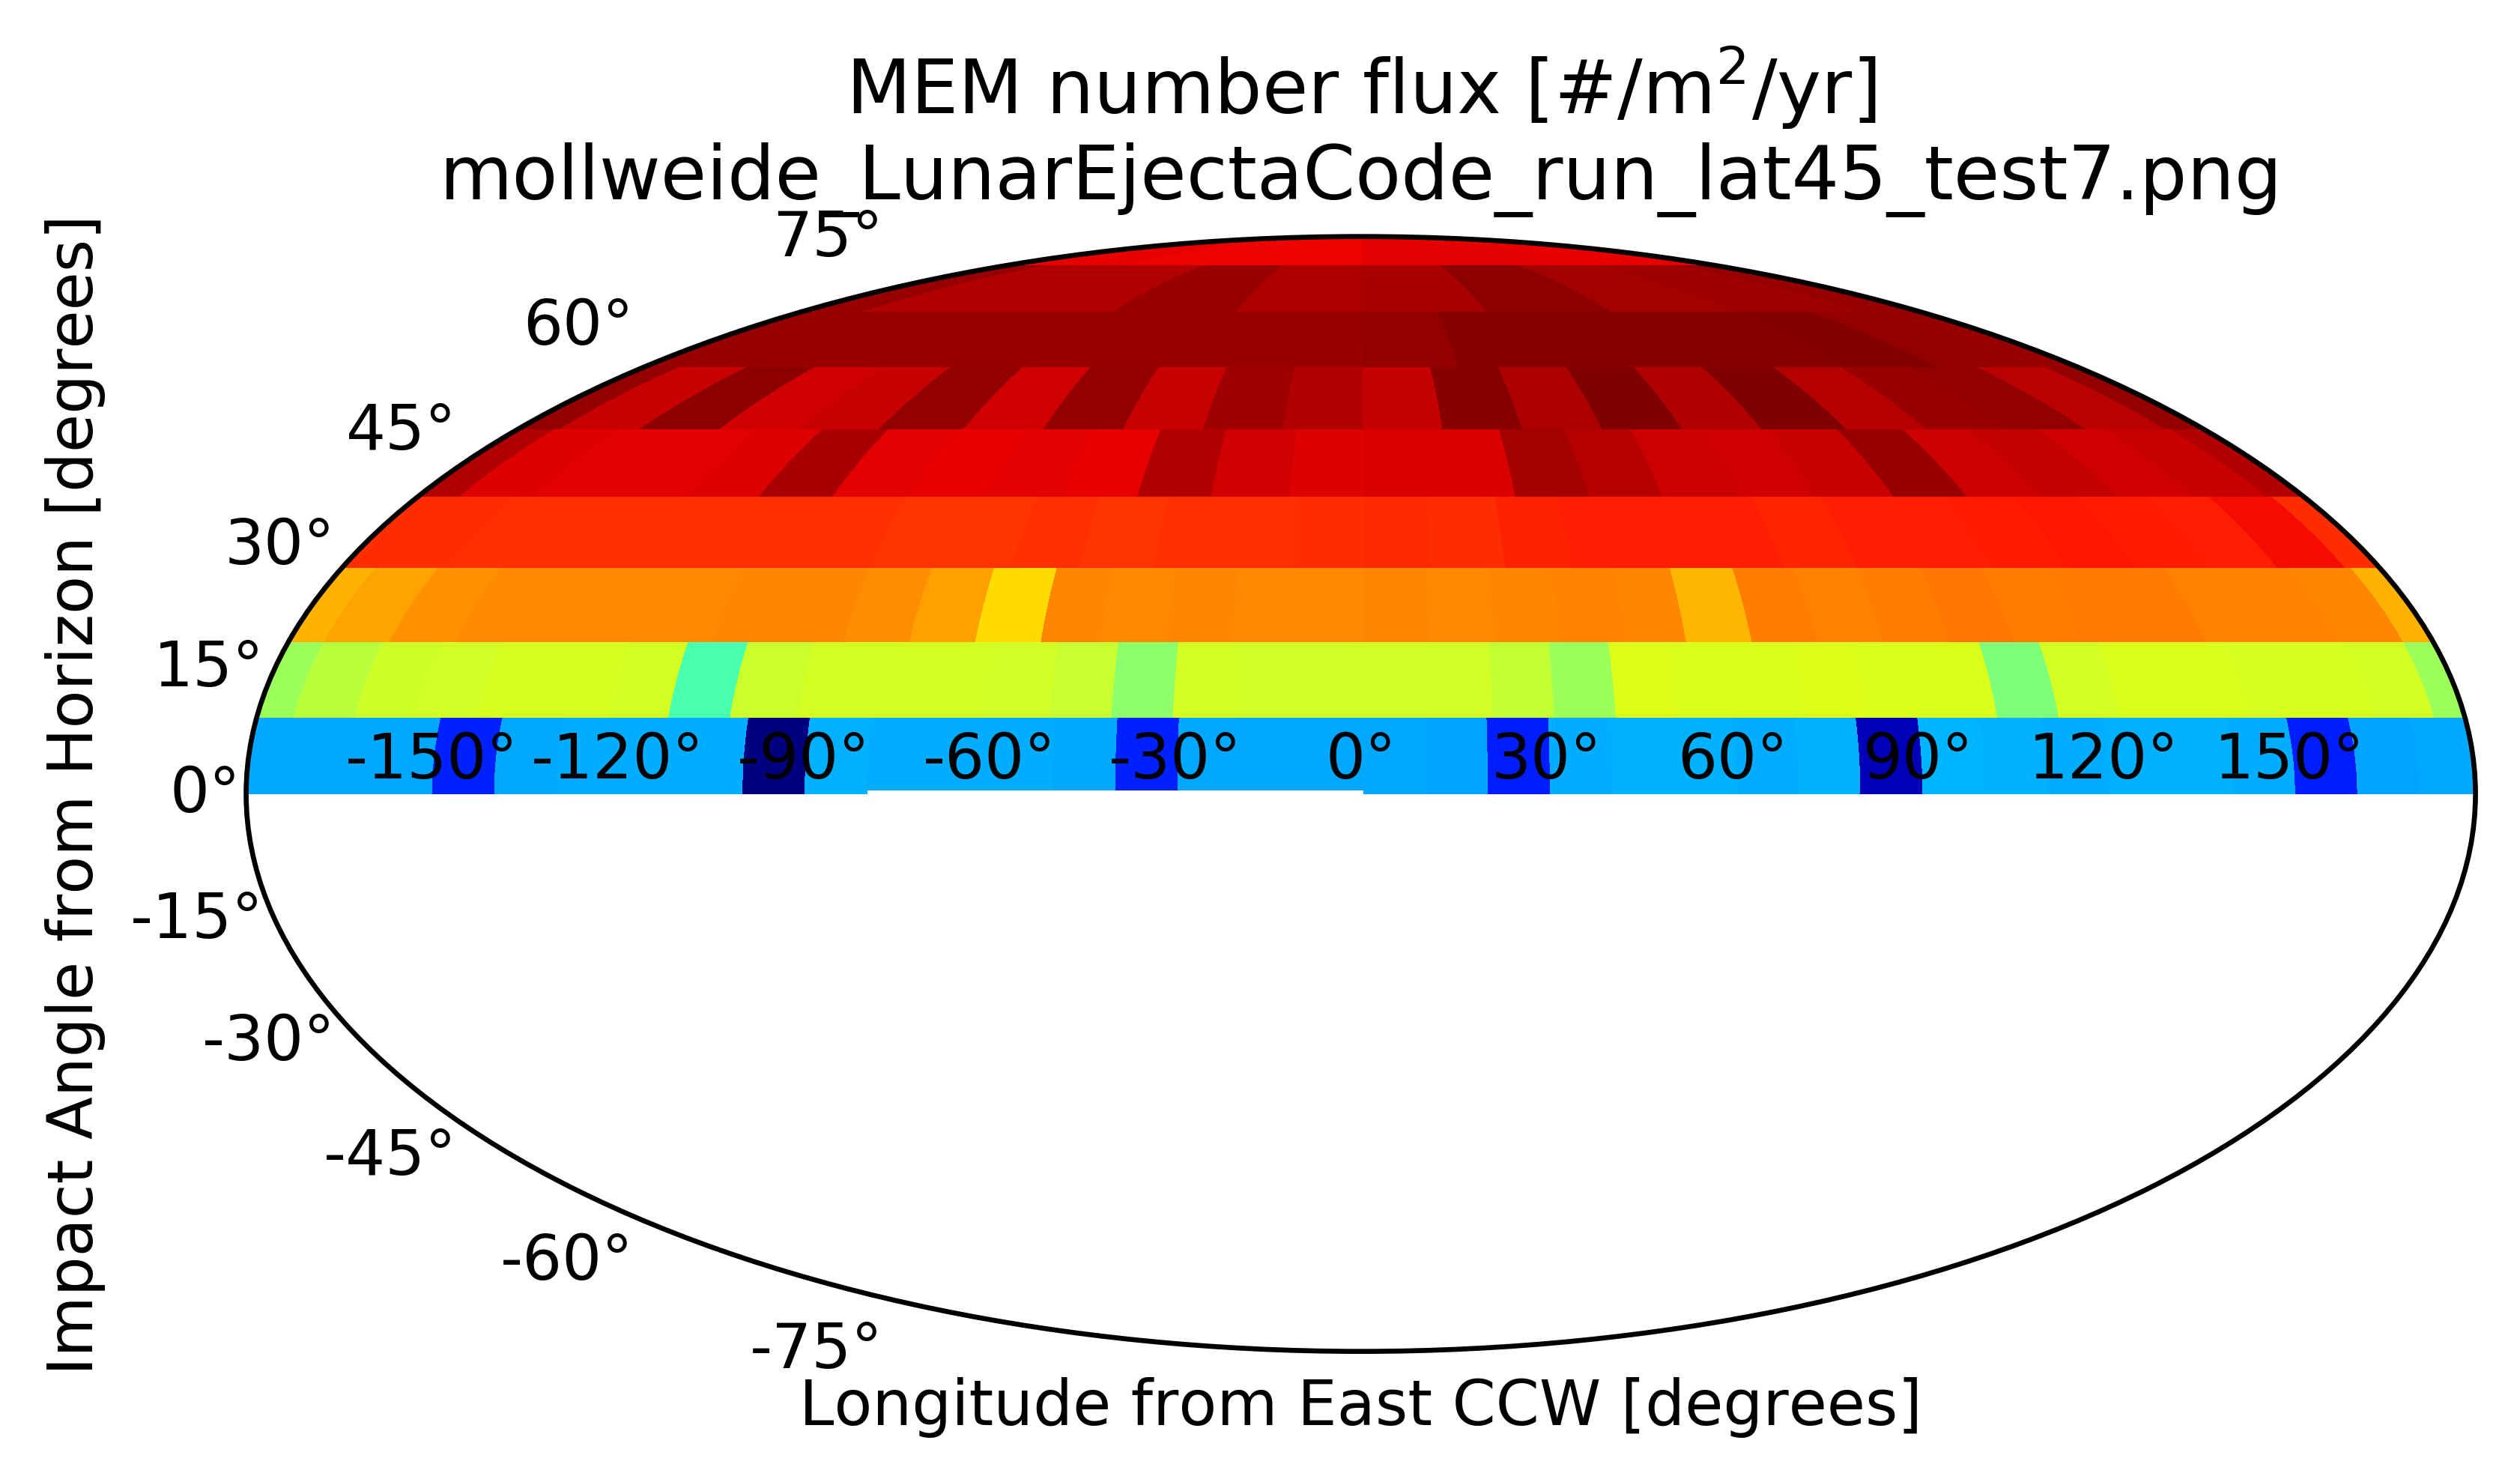 MEM number flux [#/m²/yr]
mollweide_LunarEjectaCode_run_lat45_test7.png
75°
60°
45°
30°
15°
0°
-15°
-30°
-45°
-60°
-75°
-150° -120° -90° -60° -30° 0° 30° 60° 90° 120° 150°
Impact Angle from Horizon [degrees]
Longitude from East CCW [degrees]